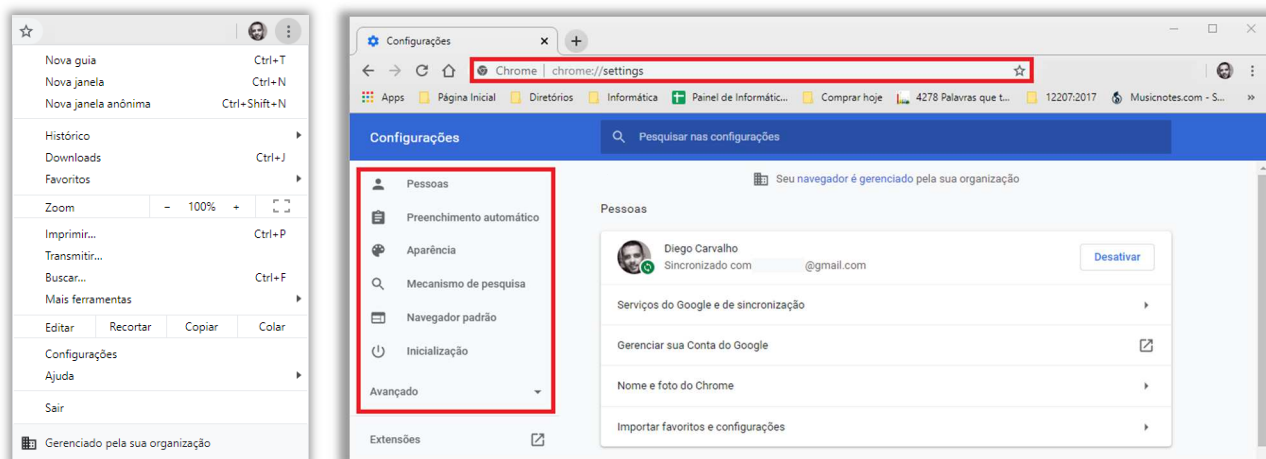 Nova guia Ctrl+T
Nova janela Ctrl+N
Nova janela anônima Ctrl+Shift+N
Histórico
Downloads Ctrl+J
Favoritos
Zoom - 100% +
Imprimir... Ctrl+P
Transmitir...
Buscar... Ctrl+F
Mais ferramentas
Editar Recortar Copiar Colar
Configurações
Ajuda
Sair
Gerenciado pela sua organização
Configurações
Chrome | chrome://settings
Apps Página Inicial Diretórios Informática Painel de Informátic... Comprar hoje 4278 Palavras que t... 12207:2017 Musicnotes.com - S... »
Configurações Pesquisar nas configurações
Seu navegador é gerenciado pela sua organização
Pessoas
Preenchimento automático
Aparência
Mecanismo de pesquisa
Navegador padrão
Inicialização
Avançado
Extensões
Pessoas
Diego Carvalho
Sincronizado com @gmail.com
Desativar
Serviços do Google e de sincronização
Gerenciar sua Conta do Google
Nome e foto do Chrome
Importar favoritos e configurações